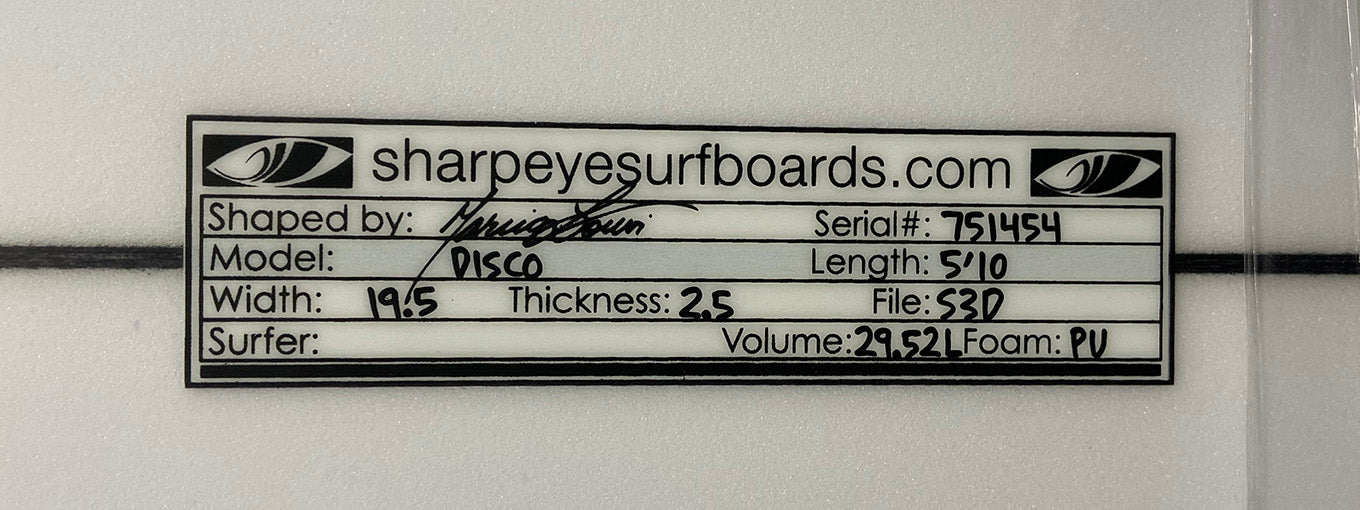 sharpeyesurfboards.com
Shaped by: Serial#: 751454
Model: DISCO Length: 5'10
Width: 19.5 Thickness: 2.5 File: S3D
Surfer: Volume: 29.52L Foam: PU